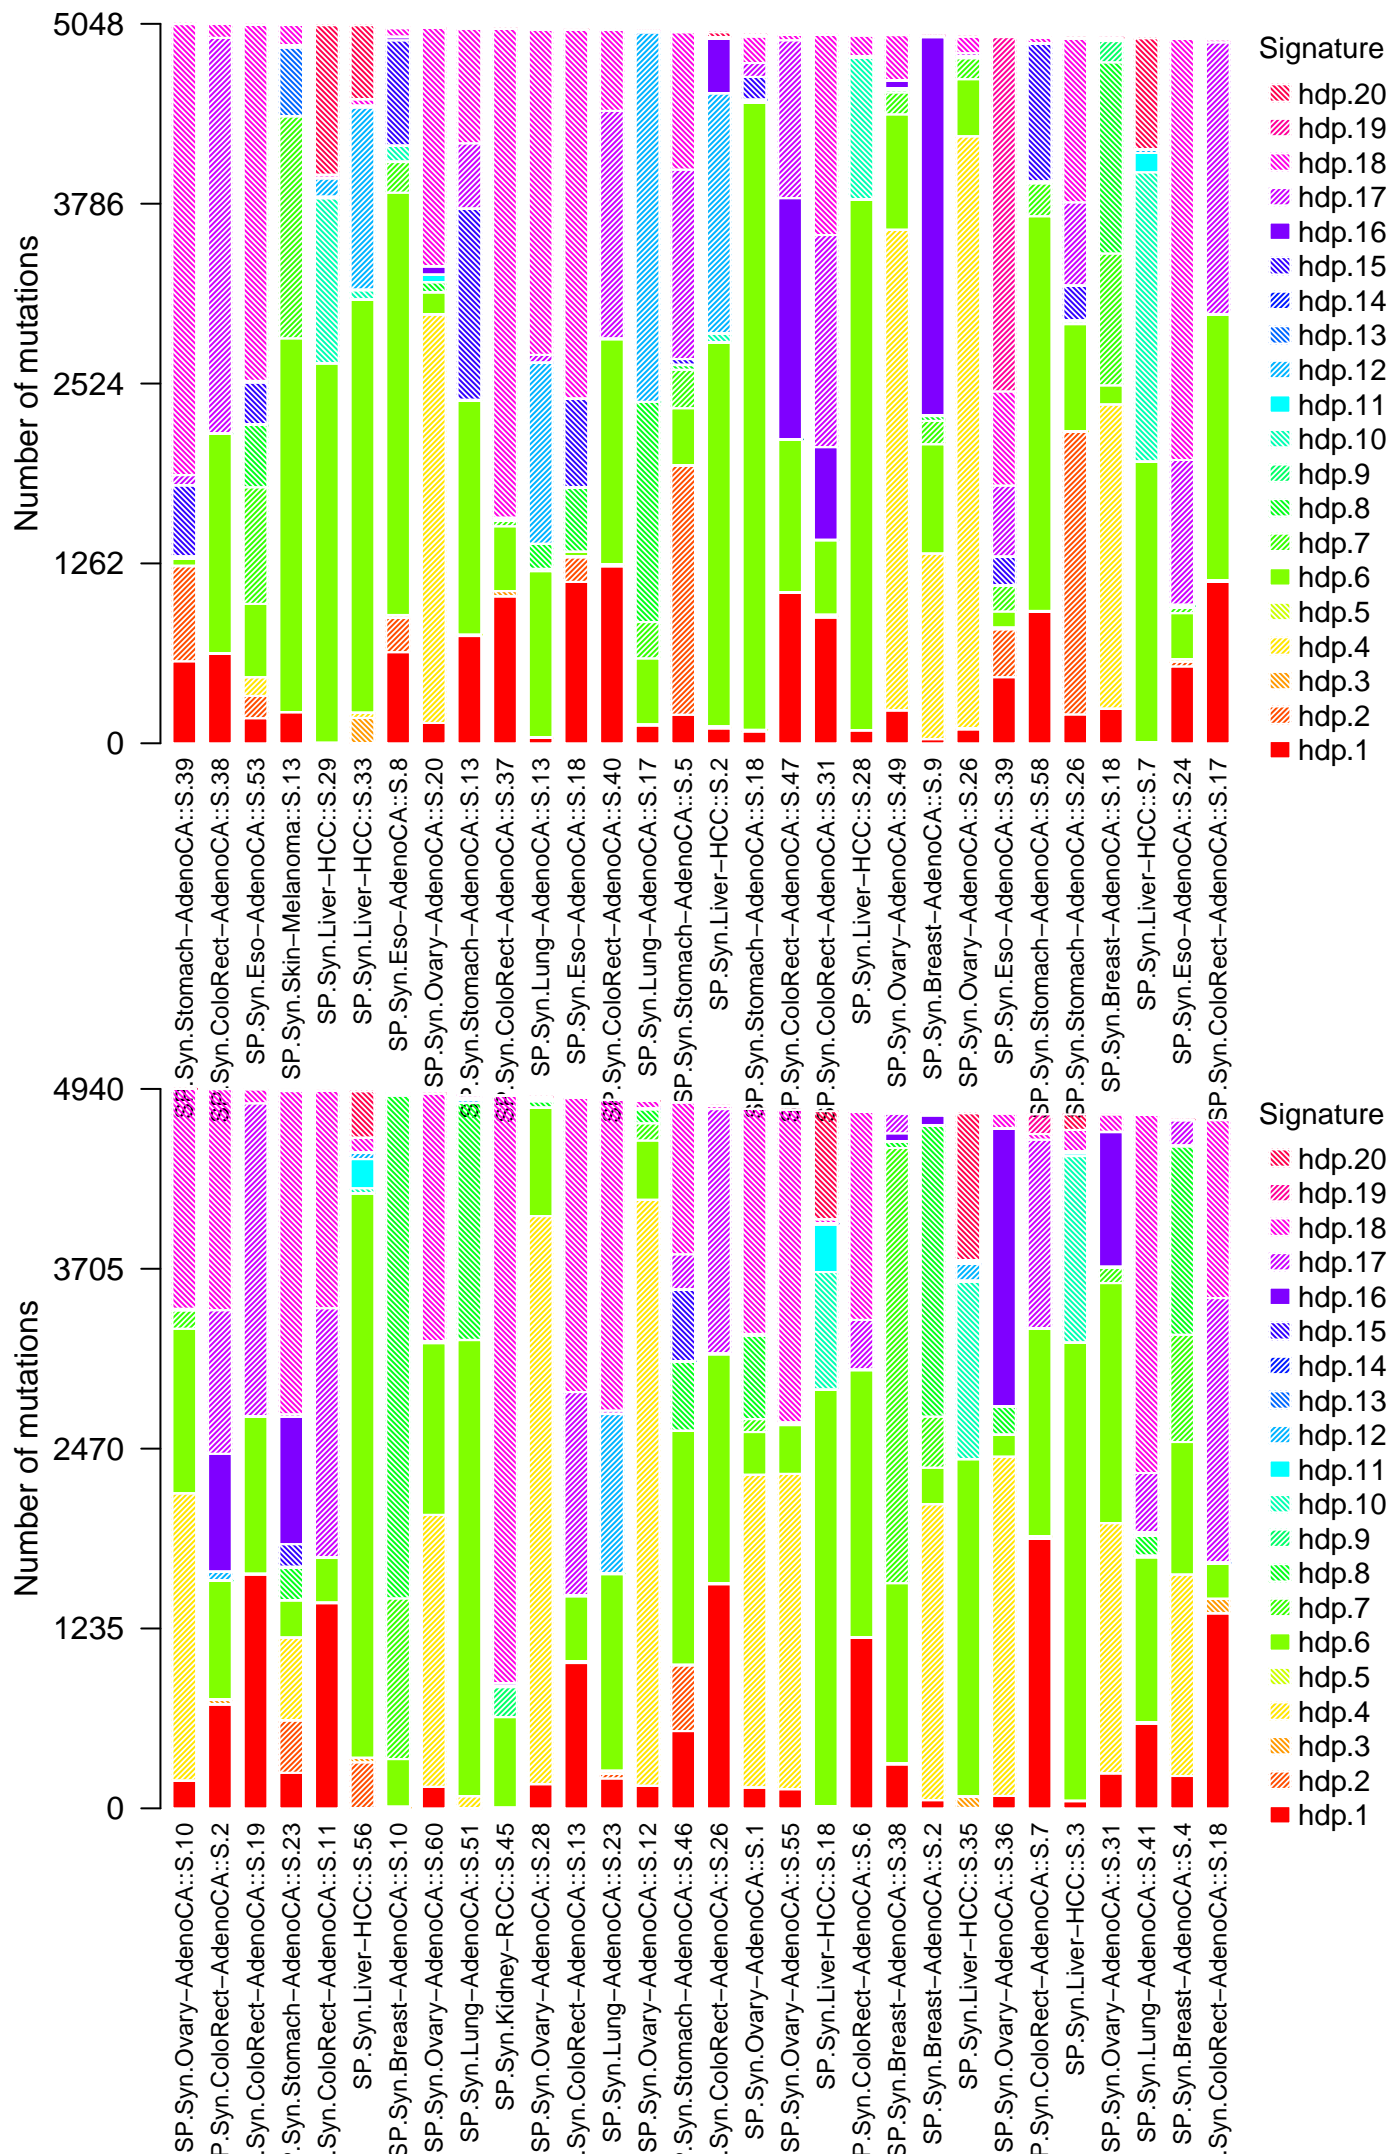 Number of mutations
5048
3786
2524
1262
0
Signature
hdp.20
hdp.19
hdp.18
hdp.17
hdp.16
hdp.15
hdp.14
hdp.13
hdp.12
hdp.11
hdp.10
hdp.9
hdp.8
hdp.7
hdp.6
hdp.5
hdp.4
hdp.3
hdp.2
hdp.1
SP.Syn.Stomach−AdenoCA::S.39
SP.Syn.ColoRect−AdenoCA::S.38
SP.Syn.Eso−AdenoCA::S.53
SP.Syn.Skin−Melanoma::S.13
SP.Syn.Liver−HCC::S.29
SP.Syn.Liver−HCC::S.33
SP.Syn.Eso−AdenoCA::S.8
SP.Syn.Ovary−AdenoCA::S.20
SP.Syn.Stomach−AdenoCA::S.13
SP.Syn.ColoRect−AdenoCA::S.37
SP.Syn.Lung−AdenoCA::S.13
SP.Syn.Eso−AdenoCA::S.18
SP.Syn.ColoRect−AdenoCA::S.40
SP.Syn.Lung−AdenoCA::S.17
SP.Syn.Stomach−AdenoCA::S.5
SP.Syn.Liver−HCC::S.2
SP.Syn.Stomach−AdenoCA::S.18
SP.Syn.ColoRect−AdenoCA::S.47
SP.Syn.ColoRect−AdenoCA::S.31
SP.Syn.Liver−HCC::S.28
SP.Syn.Ovary−AdenoCA::S.49
SP.Syn.Breast−AdenoCA::S.9
SP.Syn.Ovary−AdenoCA::S.26
SP.Syn.Eso−AdenoCA::S.39
SP.Syn.Stomach−AdenoCA::S.58
SP.Syn.Stomach−AdenoCA::S.26
SP.Syn.Breast−AdenoCA::S.18
SP.Syn.Liver−HCC::S.7
SP.Syn.Eso−AdenoCA::S.24
SP.Syn.ColoRect−AdenoCA::S.17
Number of mutations
4940
3705
2470
1235
0
Signature
hdp.20
hdp.19
hdp.18
hdp.17
hdp.16
hdp.15
hdp.14
hdp.13
hdp.12
hdp.11
hdp.10
hdp.9
hdp.8
hdp.7
hdp.6
hdp.5
hdp.4
hdp.3
hdp.2
hdp.1
SP.Syn.Ovary−AdenoCA::S.10
P.Syn.ColoRect−AdenoCA::S.2
.Syn.ColoRect−AdenoCA::S.19
.Syn.Stomach−AdenoCA::S.23
.Syn.ColoRect−AdenoCA::S.11
SP.Syn.Liver−HCC::S.56
SP.Syn.Breast−AdenoCA::S.10
SP.Syn.Ovary−AdenoCA::S.60
SP.Syn.Lung−AdenoCA::S.51
SP.Syn.Kidney−RCC::S.45
SP.Syn.Ovary−AdenoCA::S.28
.Syn.ColoRect−AdenoCA::S.13
SP.Syn.Lung−AdenoCA::S.23
SP.Syn.Ovary−AdenoCA::S.12
.Syn.Stomach−AdenoCA::S.46
.Syn.ColoRect−AdenoCA::S.26
SP.Syn.Ovary−AdenoCA::S.1
SP.Syn.Ovary−AdenoCA::S.55
SP.Syn.Liver−HCC::S.18
P.Syn.ColoRect−AdenoCA::S.6
SP.Syn.Breast−AdenoCA::S.38
SP.Syn.Breast−AdenoCA::S.2
SP.Syn.Liver−HCC::S.35
SP.Syn.Ovary−AdenoCA::S.36
P.Syn.ColoRect−AdenoCA::S.7
SP.Syn.Liver−HCC::S.3
SP.Syn.Ovary−AdenoCA::S.31
SP.Syn.Lung−AdenoCA::S.41
SP.Syn.Breast−AdenoCA::S.4
.Syn.ColoRect−AdenoCA::S.18